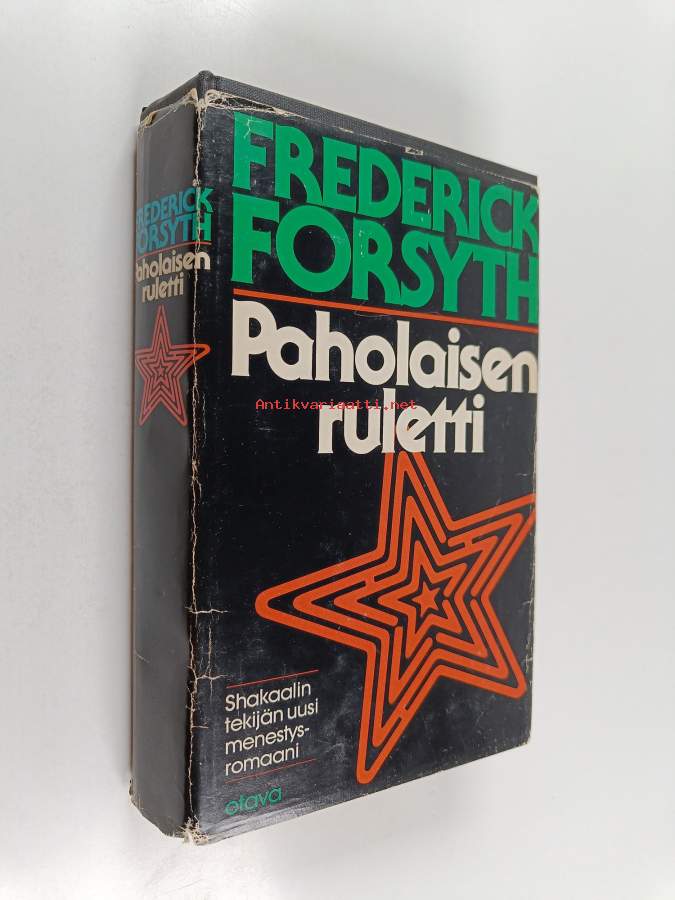 FREDERICK
FORSYTH
Paholaisen
ruletti
FREDERICK
FORSYTH
Paholaisen
ruletti
Antikvariaatti.net
Shakaalin
tekijän uusi
menestys-
romaani
otava